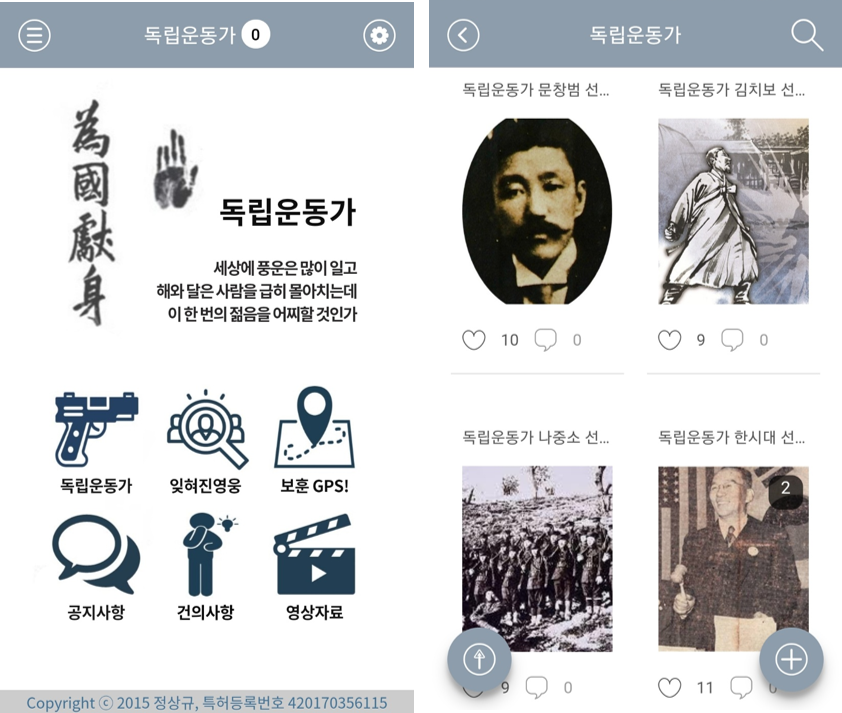 독립운동가 0
為
國
獻
身
독립운동가
세상에 풍운은 많이 일고
해와 달은 사람을 급히 몰아치는데
이 한 번의 젊음을 어찌할 것인가
독립운동가 잊혀진영웅 보훈 GPS!
공지사항 건의사항 영상자료
Copyright ⓒ 2015 정상규, 특허등록번호 420170356115
독립운동가
독립운동가 문창범 선... 독립운동가 김치보 선...
10 0 9 0
독립운동가 나중소 선... 독립운동가 한시대 선...
2
9 0 11 0